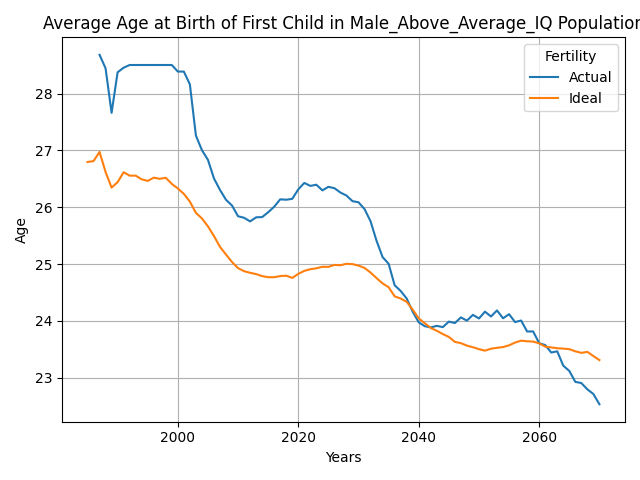 Average Age at Birth of First Child in Male_Above_Average_IQ Population
Fertility
Actual
Ideal
28
27
26
25
24
23
Age
2000
2020
2040
2060
Years